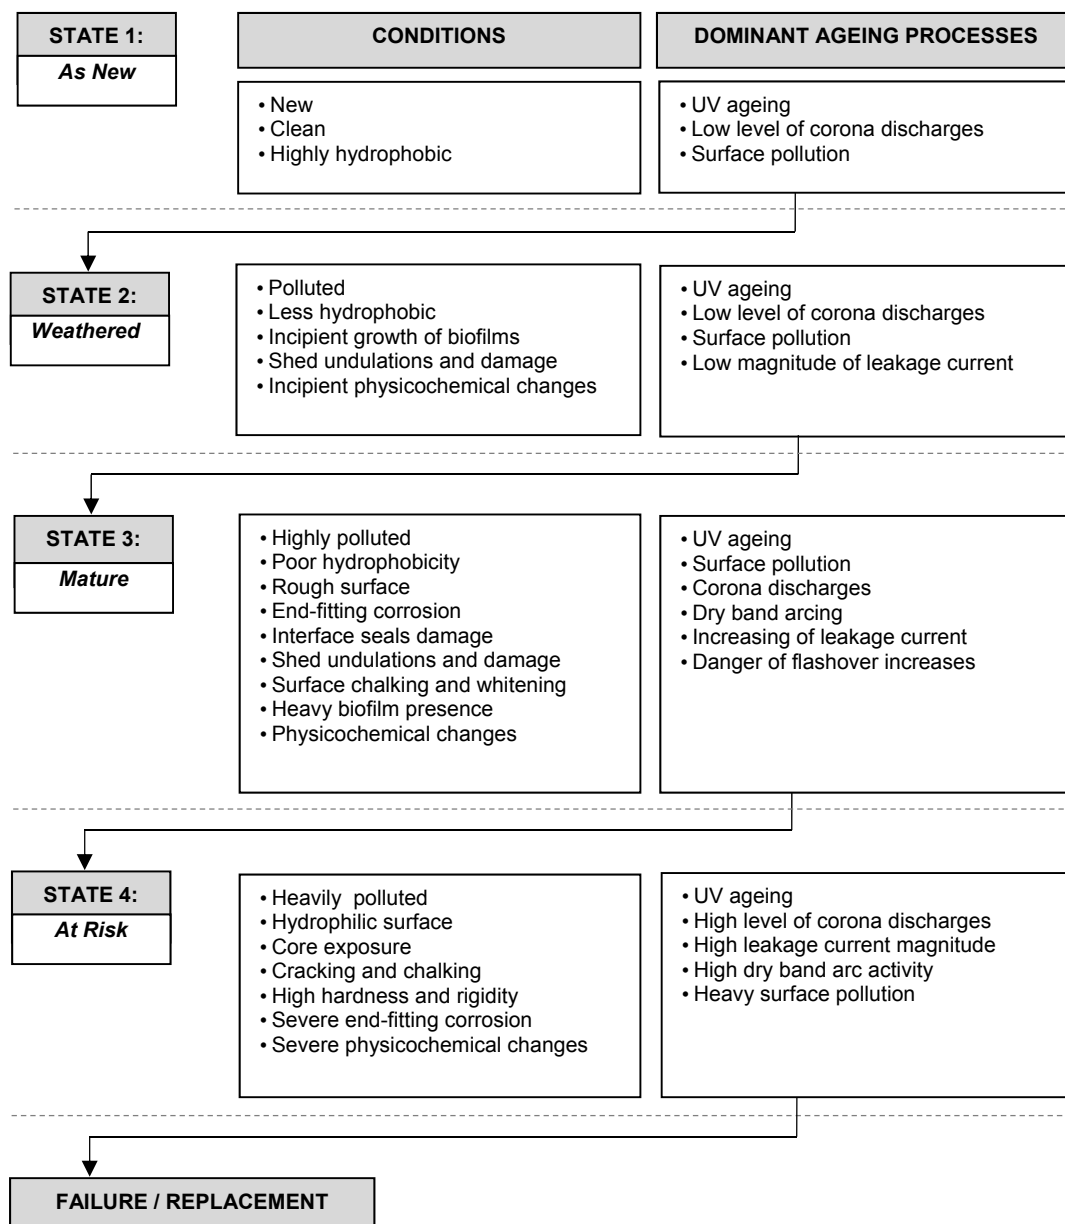 STATE 1:
As New
CONDITIONS
DOMINANT AGEING PROCESSES
• New
• Clean
• Highly hydrophobic
• UV ageing
• Low level of corona discharges
• Surface pollution
STATE 2:
Weathered
• Polluted
• Less hydrophobic
• Incipient growth of biofilms
• Shed undulations and damage
• Incipient physicochemical changes
• UV ageing
• Low level of corona discharges
• Surface pollution
• Low magnitude of leakage current
STATE 3:
Mature
• Highly polluted
• Poor hydrophobicity
• Rough surface
• End-fitting corrosion
• Interface seals damage
• Shed undulations and damage
• Surface chalking and whitening
• Heavy biofilm presence
• Physicochemical changes
• UV ageing
• Surface pollution
• Corona discharges
• Dry band arcing
• Increasing of leakage current
• Danger of flashover increases
STATE 4:
At Risk
• Heavily polluted
• Hydrophilic surface
• Core exposure
• Cracking and chalking
• High hardness and rigidity
• Severe end-fitting corrosion
• Severe physicochemical changes
• UV ageing
• High level of corona discharges
• High leakage current magnitude
• High dry band arc activity
• Heavy surface pollution
FAILURE / REPLACEMENT